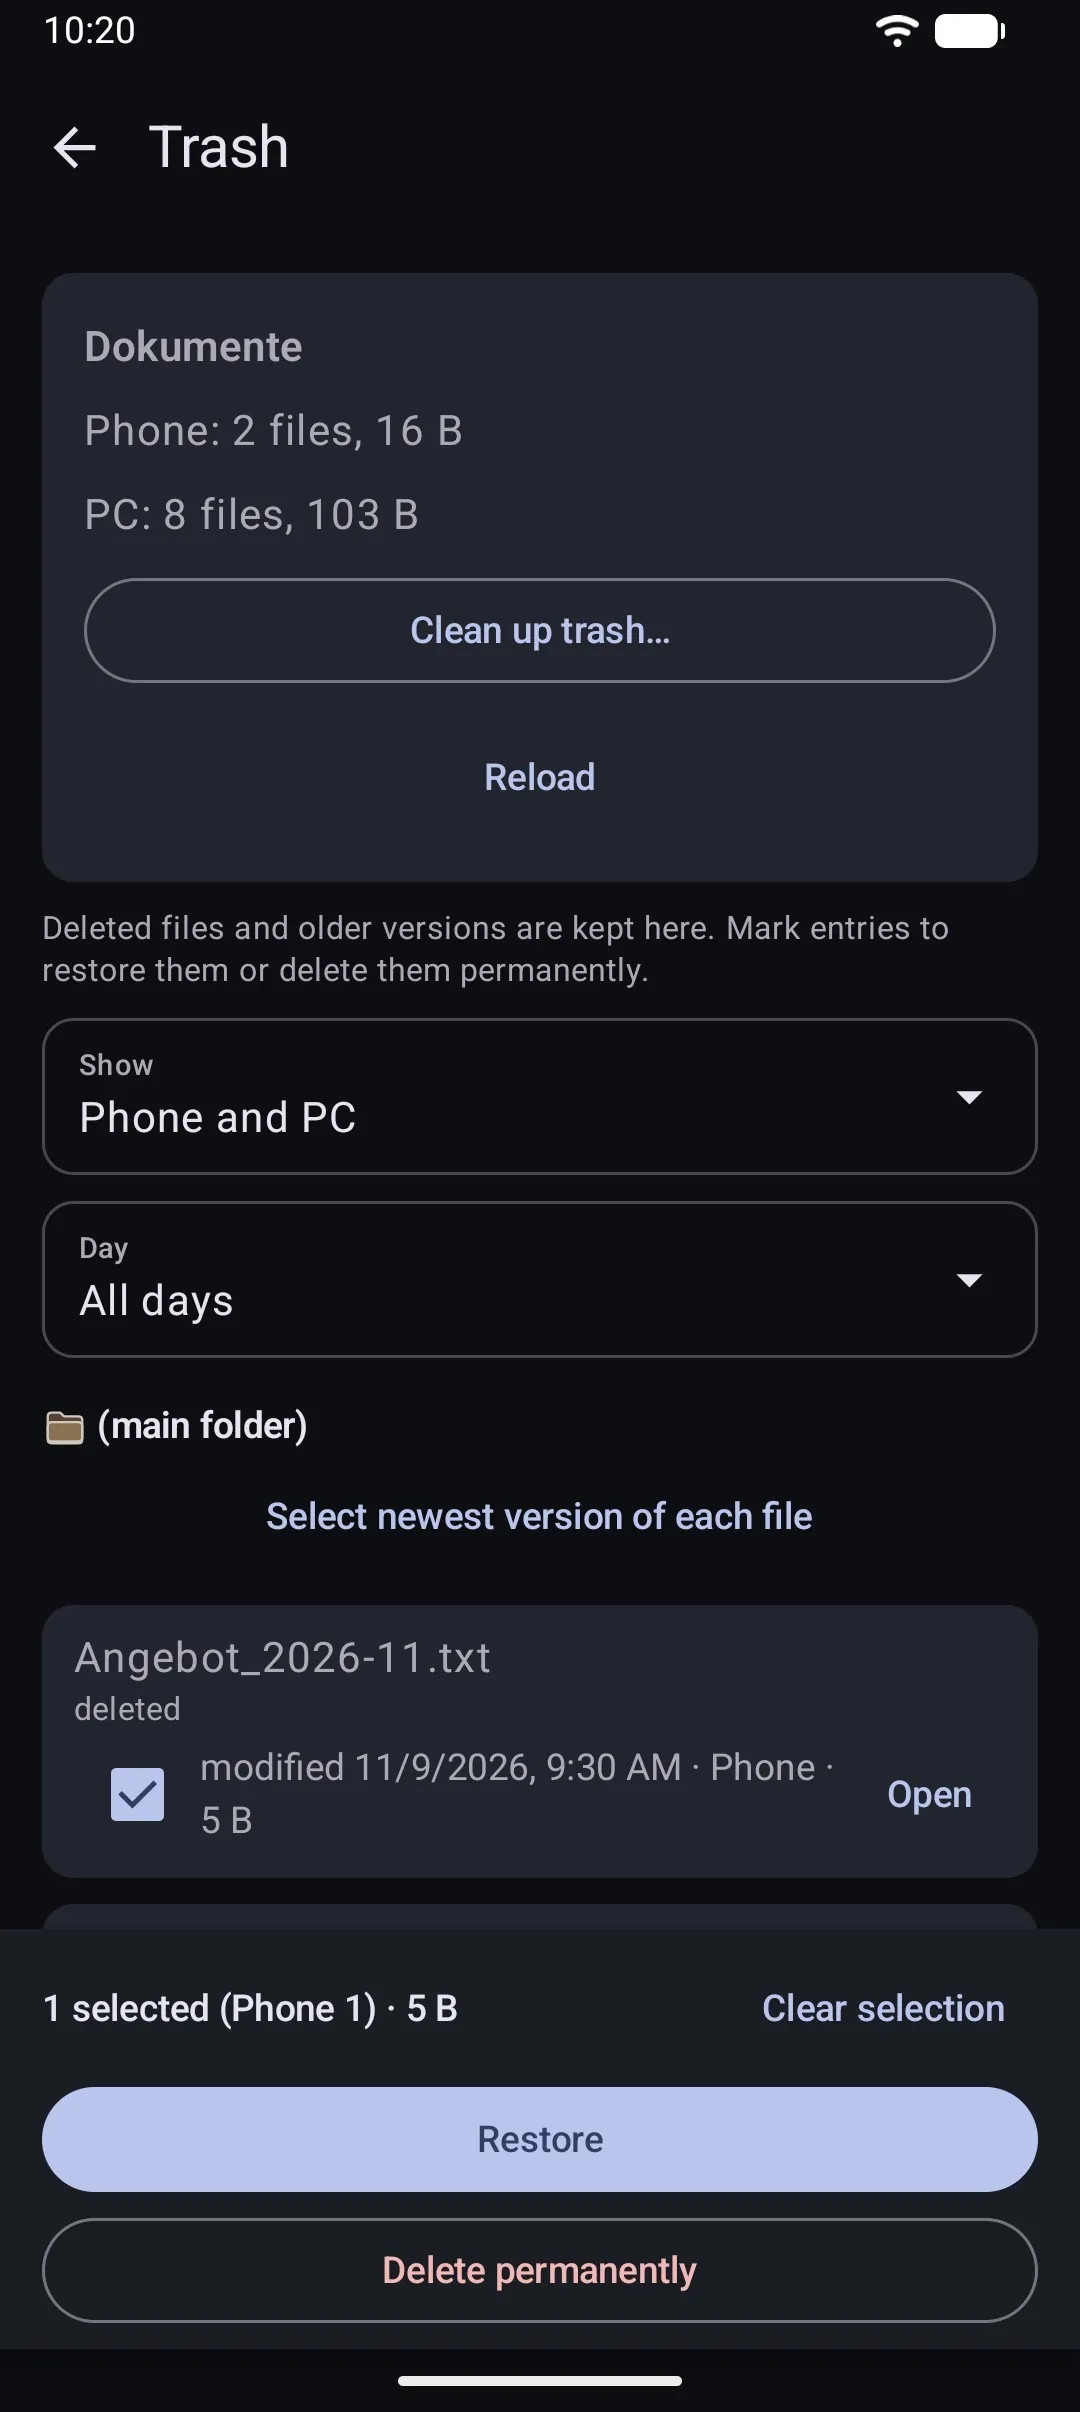 10:20
Trash
Dokumente
Phone: 2 files, 16 B
PC: 8 files, 103 B
Clean up trash...
Reload
Deleted files and older versions are kept here. Mark entries to
restore them or delete them permanently.
Show
Phone and PC
Day
All days
(main folder)
Select newest version of each file
Angebot_2026-11.txt
deleted
modified 11/9/2026, 9:30 AM · Phone ·
5 B
Open
1 selected (Phone 1) · 5 B
Clear selection
Restore
Delete permanently